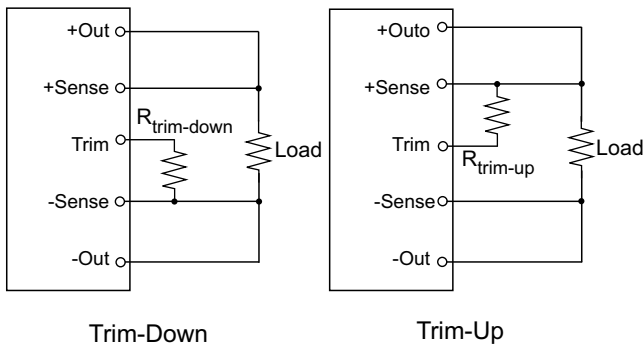 +Out
+Sense
R trim-down
Trim
Load
-Sense
-Out
Trim-Down
+Outo
+Sense
Trim
R trim-up
Load
-Sense
-Out
Trim-Up